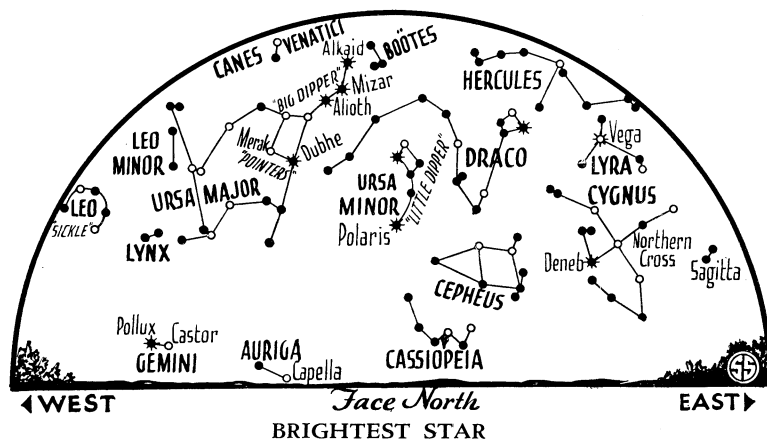 CANES VENATICI
Alkaid
BOÖTES
"BIG DIPPER"
Mizar
Alioth
HERCULES
LEO
MINOR
Merak
"POINTERS"
Dubhe
URSA MAJOR
URSA
MINOR
"LITTLE DIPPER"
Polaris
DRACO
Vega
LYRA
CYGNUS
LEO
"SICKLE"
LYNX
Deneb
Northern
Cross
Sagitta
CEPHEUS
Pollux
Castor
GEMINI
AURIGA
Capella
CASSIOPEIA
SS
WEST
Face North
EAST
BRIGHTEST STAR